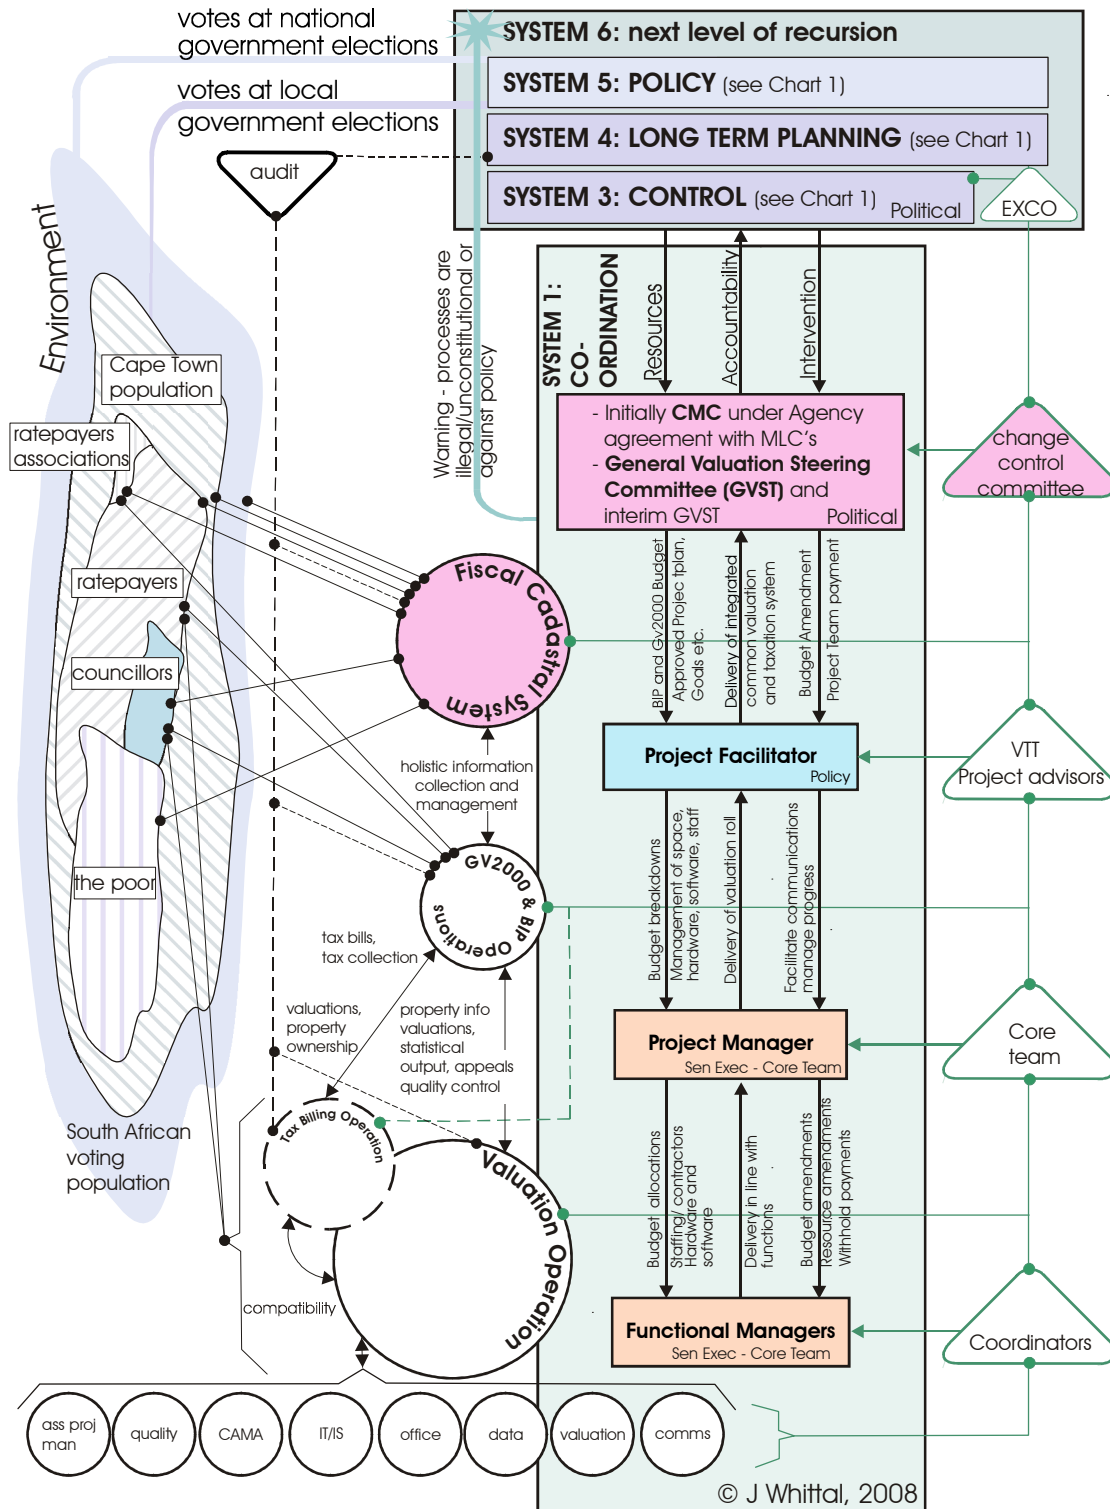 votes at national
government elections
votes at local
government elections
SYSTEM 6: next level of recursion
SYSTEM 5: POLICY (see Chart 1)
SYSTEM 4: LONG TERM PLANNING (see Chart 1)
SYSTEM 3: CONTROL (see Chart 1)
Political
EXCO
audit
Environment
Warning - processes are
illegal/unconstitutional or
against policy
SYSTEM 1:
CO-
ORDINATION
Resources
Accountability
Intervention
Cape Town
population
ratepayers
associations
ratepayers
councillors
the poor
South African
voting
population
- Initially CMC under Agency
agreement with MLC's
- General Valuation Steering
Committee (GVST) and
interim GVST
Political
change
control
committee
Fiscal Cadastral System
BIP and Gv2000 Budget
Approved Projec tplan,
Goals etc.
Delivery of integrated
common valuation
and taxation system
Budget Amendment
Project Team payment
holistic information
collection and
management
Project Facilitator
Policy
VTT
Project advisors
GV2000 & BIP Operations
Budget breakdowns
Management of space,
hardware, software, staff
Delivery of valuation roll
Facilitate communications
manage progress
tax bills,
tax collection
valuations,
property
ownership
property info
valuations,
statistical
output, appeals
quality control
Project Manager
Sen Exec - Core Team
Core
team
Tax Billing Operation
Valuation Operation
compatibility
Budget allocations
Staffing/ contractors
Hardware and
software
Delivery in line with
functions
Budget amendments
Resource amendments
Withhold payments
Functional Managers
Sen Exec - Core Team
Coordinators
ass proj
man
quality
CAMA
IT/IS
office
data
valuation
comms
© J Whittal, 2008